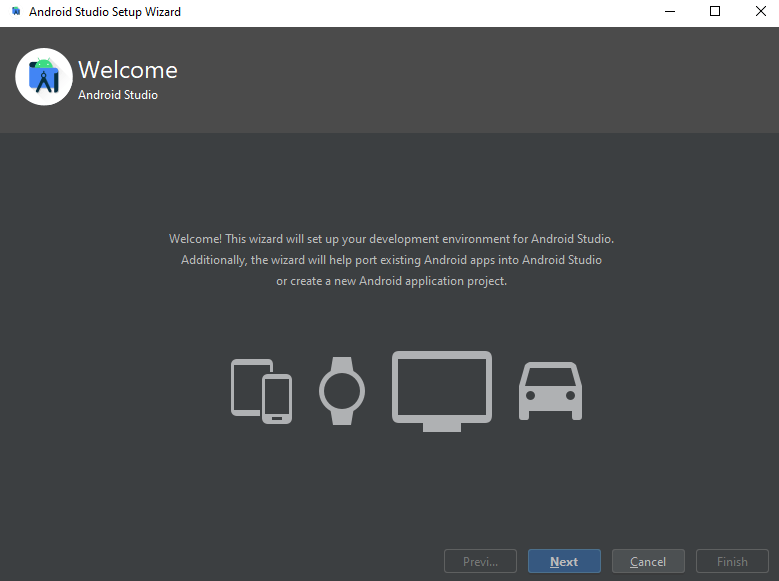 Android Studio Setup Wizard
Welcome
Android Studio
Welcome! This wizard will set up your development environment for Android Studio.
Additionally, the wizard will help port existing Android apps into Android Studio
or create a new Android application project.
Previ... Next Cancel Finish